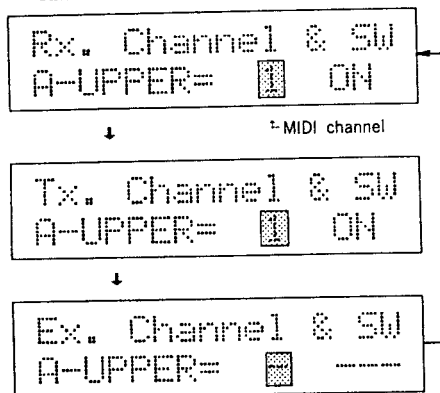 Rx. Channel & SW
A-UPPER= 1 ON
MIDI channel
Tx. Channel & SW
A-UPPER= 1 ON
Ex. Channel & SW
A-UPPER= - ----